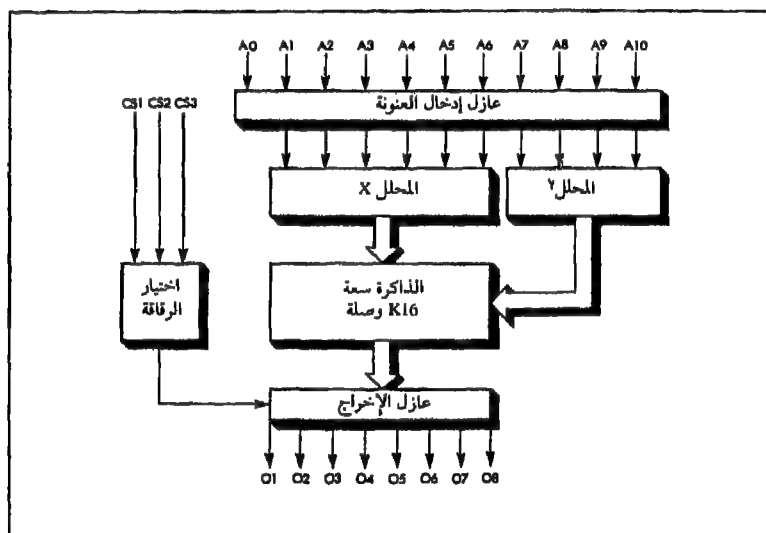 A0 A1 A2 A3 A4 A5 A6 A7 A8 A9 A10
CS1 CS2 CS3
عازل إدخال العنونة
المحلل X
المحلل Y
اختيار
الرقاقة
الذاكرة سعة
K16 وصلة
عازل الإخراج
O1 O2 O3 O4 O5 O6 O7 O8